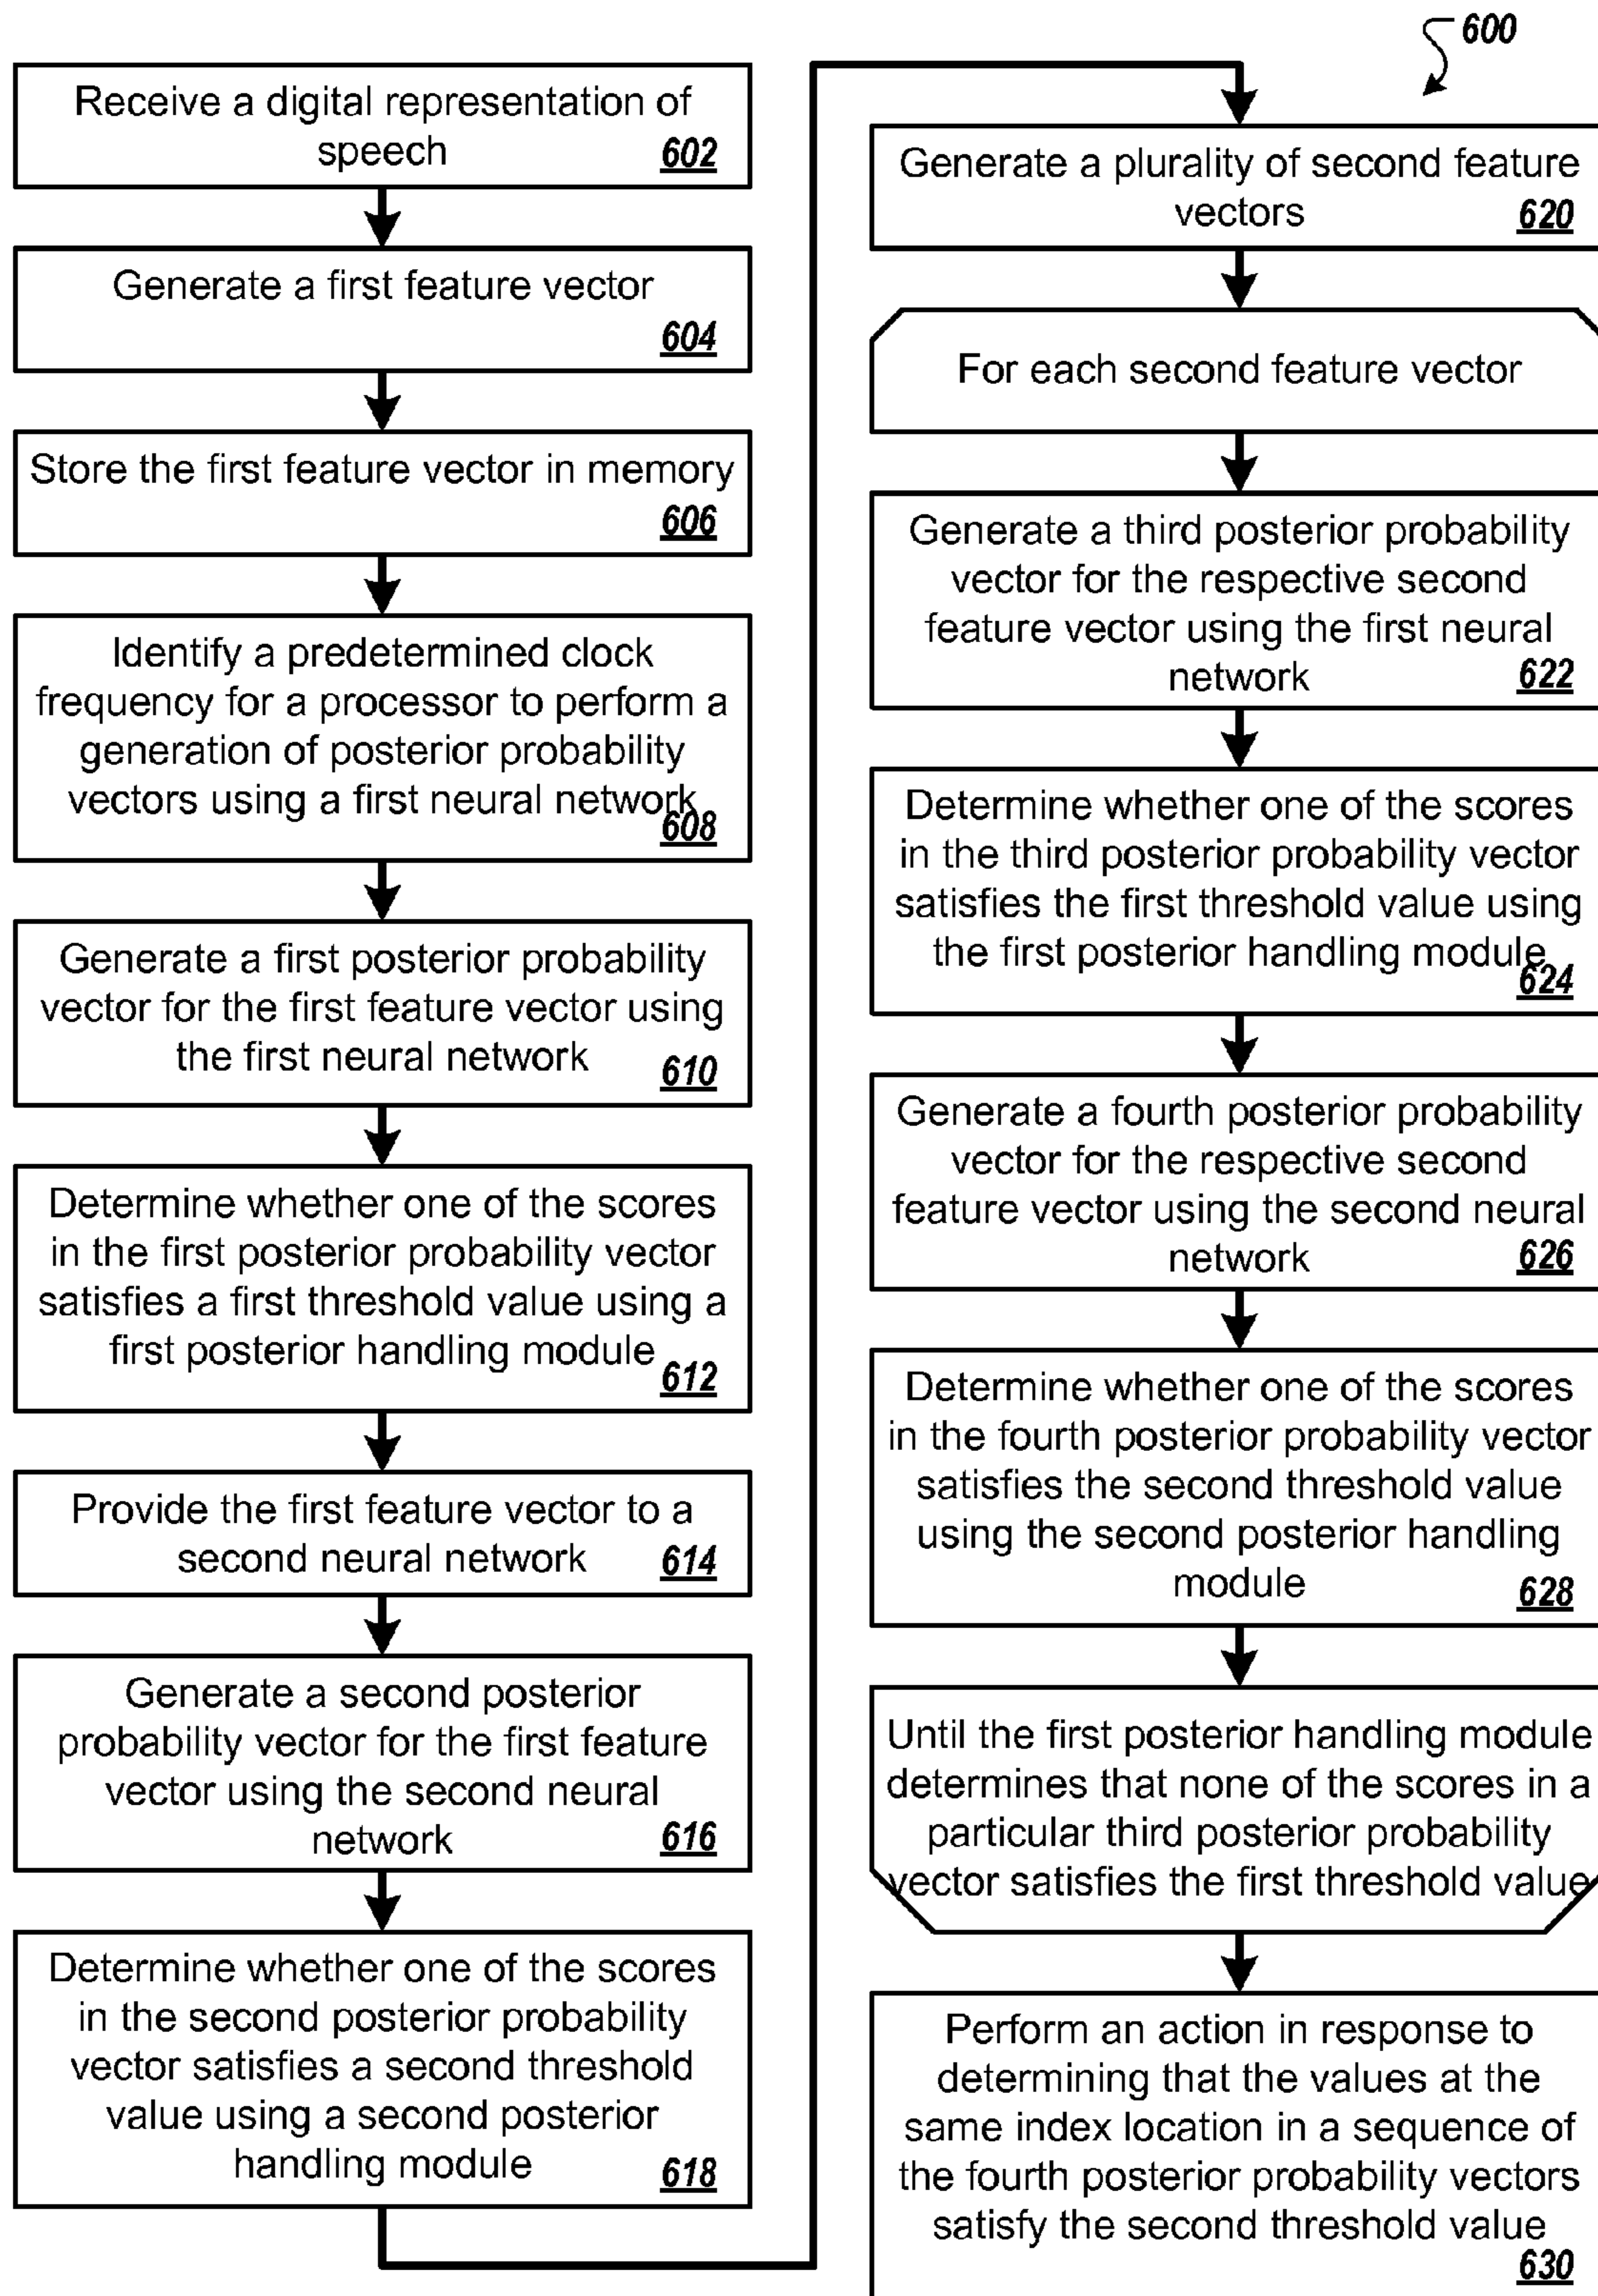 600
Receive a digital representation of
speech 602
Generate a first feature vector
604
Store the first feature vector in memory
606
Identify a predetermined clock
frequency for a processor to perform a
generation of posterior probability
vectors using a first neural network
608
Generate a first posterior probability
vector for the first feature vector using
the first neural network 610
Determine whether one of the scores
in the first posterior probability vector
satisfies a first threshold value using a
first posterior handling module
612
Provide the first feature vector to a
second neural network 614
Generate a second posterior
probability vector for the first feature
vector using the second neural
network 616
Determine whether one of the scores
in the second posterior probability
vector satisfies a second threshold
value using a second posterior
handling module 618
Generate a plurality of second feature
vectors 620
For each second feature vector
Generate a third posterior probability
vector for the respective second
feature vector using the first neural
network 622
Determine whether one of the scores
in the third posterior probability vector
satisfies the first threshold value using
the first posterior handling module
624
Generate a fourth posterior probability
vector for the respective second
feature vector using the second neural
network 626
Determine whether one of the scores
in the fourth posterior probability vector
satisfies the second threshold value
using the second posterior handling
module 628
Until the first posterior handling module
determines that none of the scores in a
particular third posterior probability
vector satisfies the first threshold value
Perform an action in response to
determining that the values at the
same index location in a sequence of
the fourth posterior probability vectors
satisfy the second threshold value
630